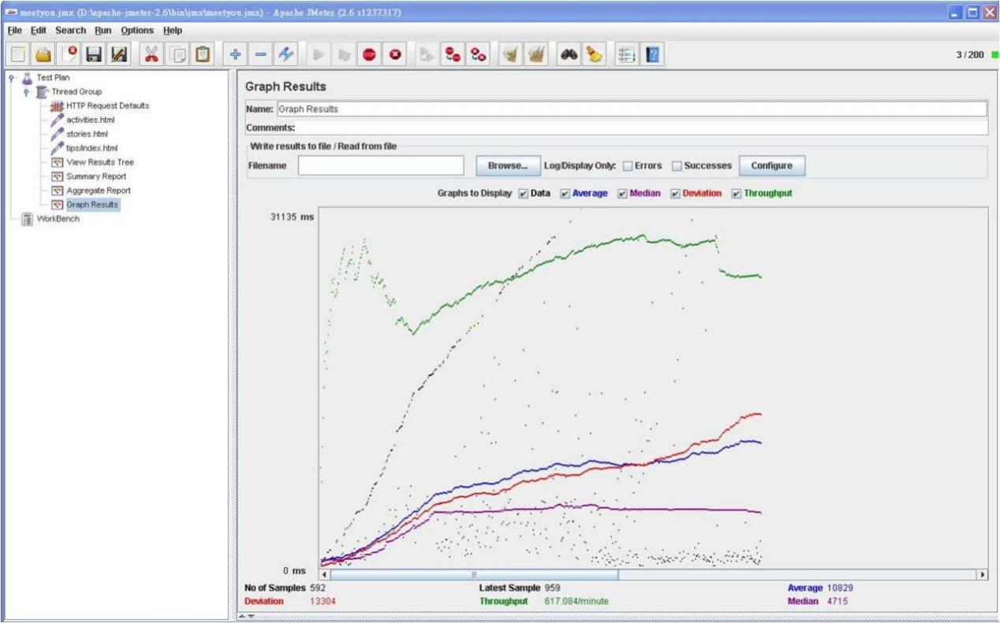 meetyou.jmx (D:\apache-jmeter-2.6\bin\jmx\meetyou.jmx) - Apache JMeter (2.6 r1237317)
File Edit Search Run Options Help
3 / 200
Test Plan
Thread Group
HTTP Request Defaults
activities.html
stories.html
tips/index.html
View Results Tree
Summary Report
Aggregate Report
Graph Results
WorkBench
Graph Results
Name: Graph Results
Comments:
Write results to file / Read from file
Filename Browse... Log/Display Only: Errors Successes Configure
Graphs to Display Data Average Median Deviation Throughput
31135 ms
0 ms
No of Samples 592 Latest Sample 959 Average 10829
Deviation 13304 Throughput 617.084/minute Median 4715